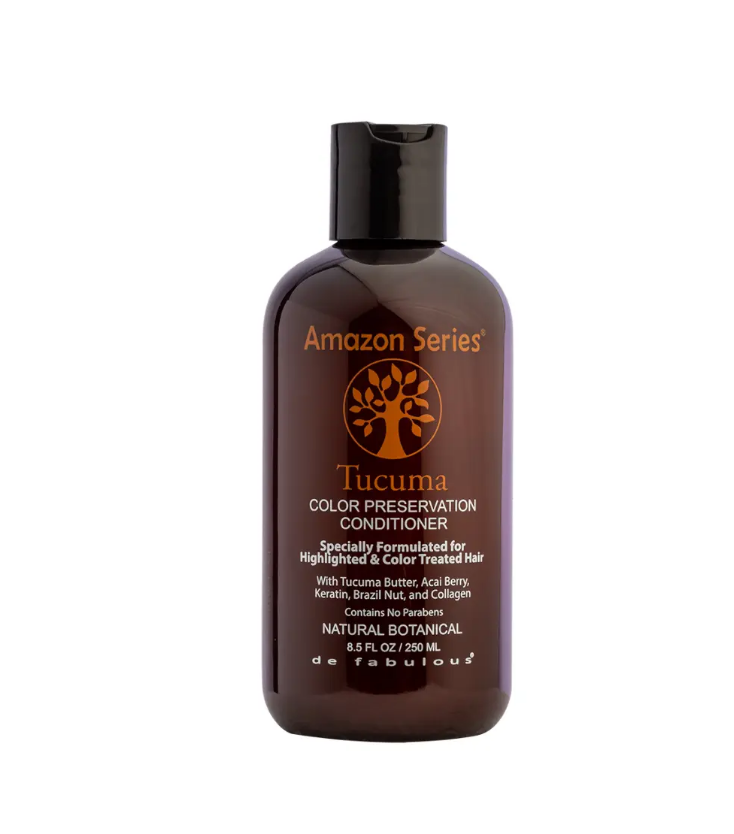 Amazon Series®
Tucuma
COLOR PRESERVATION
CONDITIONER
Specially Formulated for
Highlighted & Color Treated Hair
With Tucuma Butter, Acai Berry,
Keratin, Brazil Nut, and Collagen
Contains No Parabens
NATURAL BOTANICAL
8.5 FL OZ / 250 ML
de fabulous®